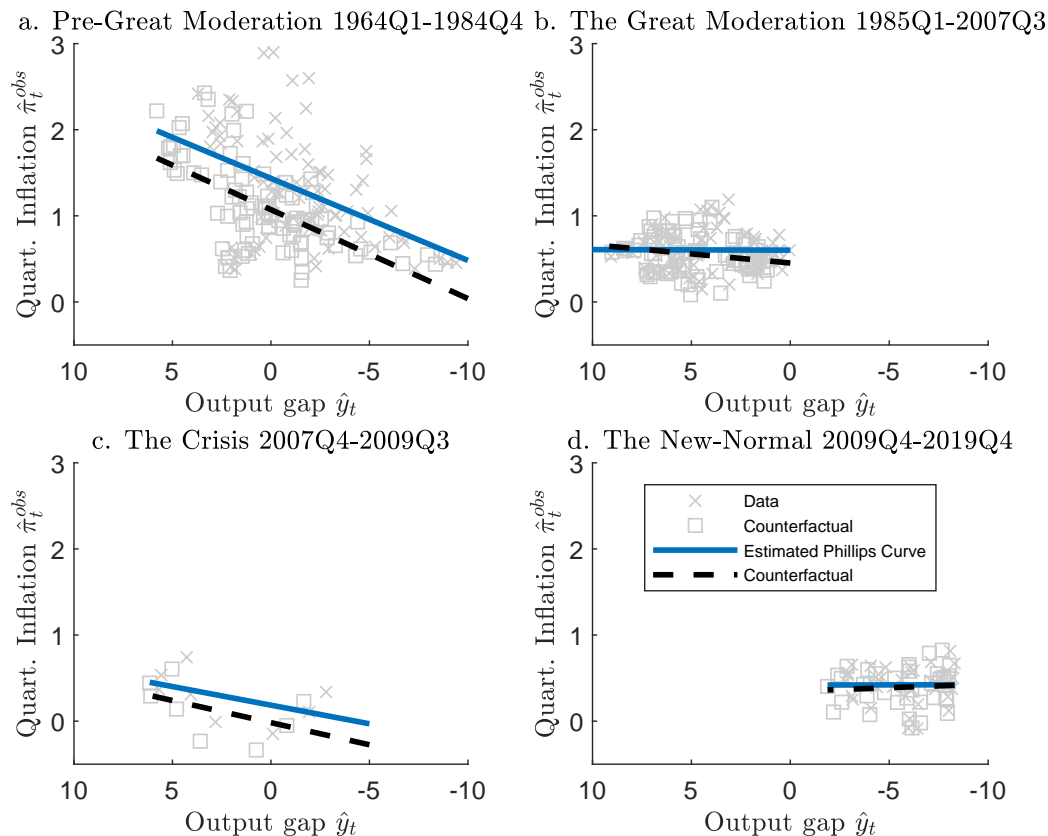 a. Pre-Great Moderation 1964Q1-1984Q4
Quart. Inflation π̂_t^{obs}
3
2
1
0
10
5
0
-5
-10
Output gap ŷ_t
b. The Great Moderation 1985Q1-2007Q3
Quart. Inflation π̂_t^{obs}
3
2
1
0
10
5
0
-5
-10
Output gap ŷ_t
c. The Crisis 2007Q4-2009Q3
Quart. Inflation π̂_t^{obs}
3
2
1
0
10
5
0
-5
-10
Output gap ŷ_t
d. The New-Normal 2009Q4-2019Q4
Quart. Inflation π̂_t^{obs}
3
2
1
0
Data
Counterfactual
Estimated Phillips Curve
Counterfactual
10
5
0
-5
-10
Output gap ŷ_t